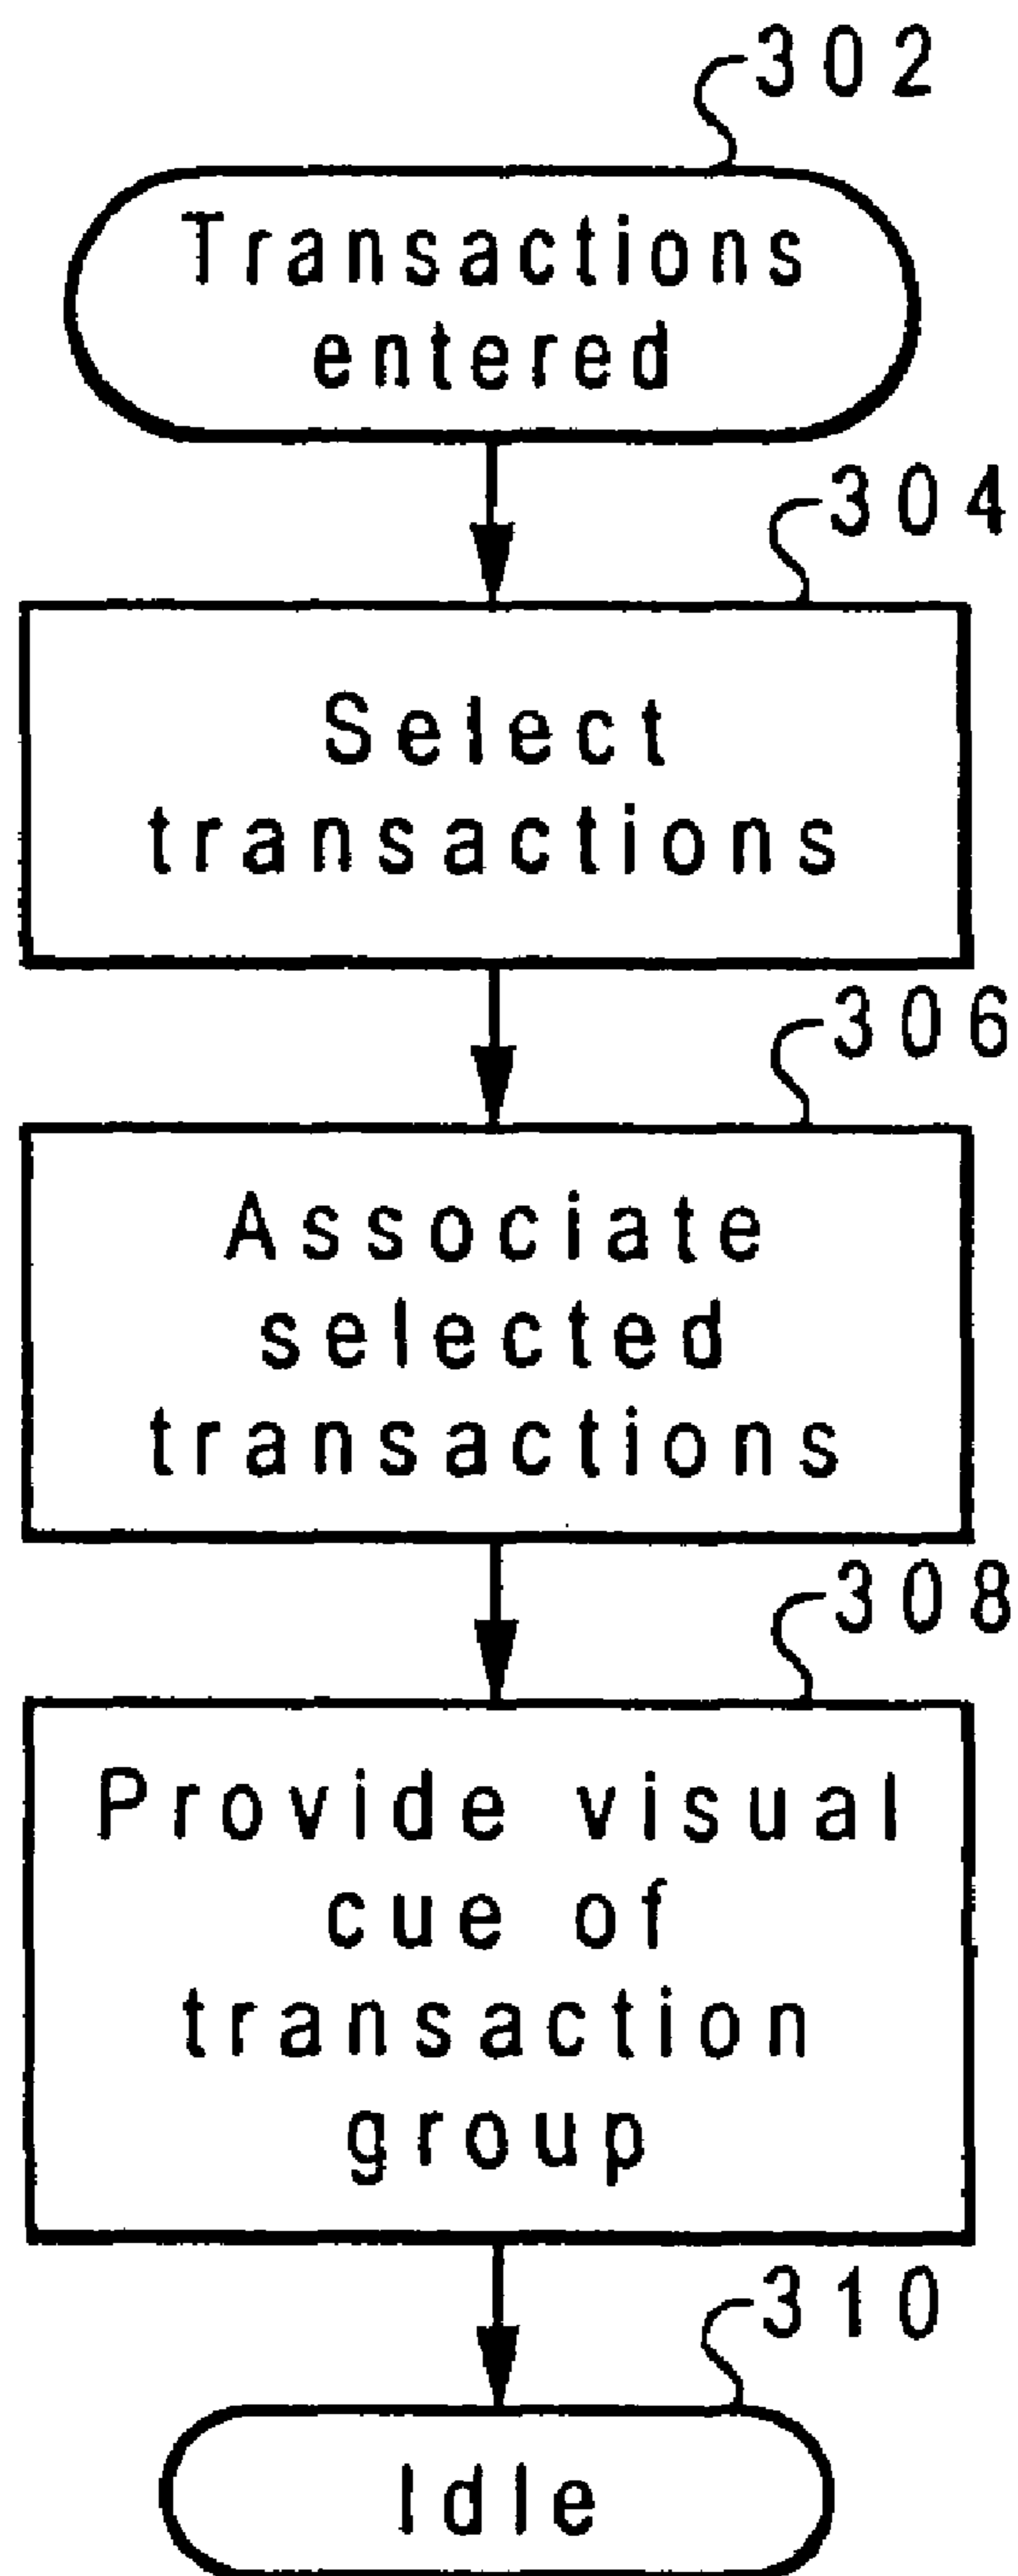 302
Transactions
entered
304
Select
transactions
306
Associate
selected
transactions
308
Provide visual
cue of
transaction
group
310
Idle